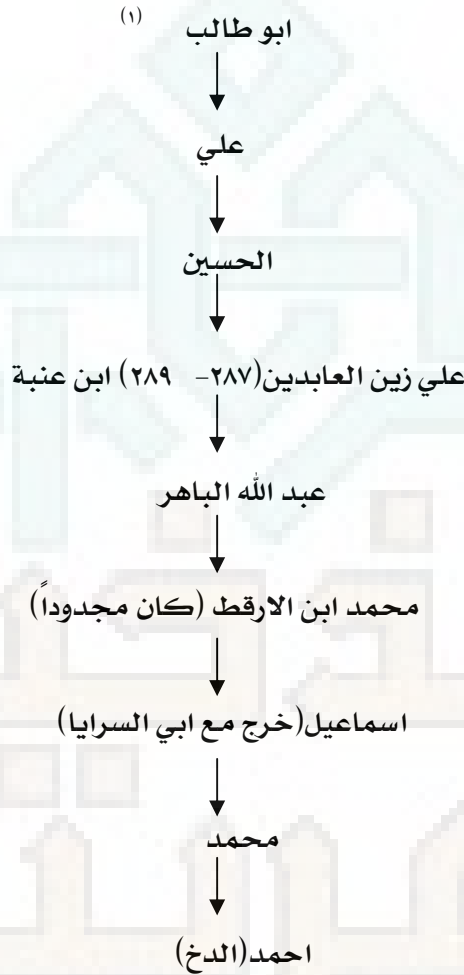 (١)
ابو طالب
علي
الحسين
علي زين العابدين(٢٨٧– ٢٨٩) ابن عنبة
عبد الله الباهر
محمد ابن الارقط (كان مجدوداً)
اسماعيل(خرج مع ابي السرايا)
محمد
احمد(الدخ)